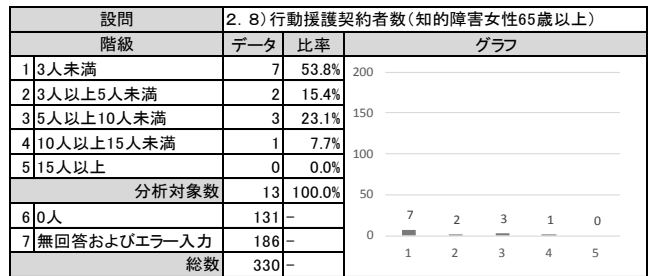 設問 2．8）行動援護契約者数（知的障害女性65歳以上）
階級 データ 比率 グラフ
1 3人未満 7 53.8%
2 3人以上5人未満 2 15.4%
3 5人以上10人未満 3 23.1%
4 10人以上15人未満 1 7.7%
5 15人以上 0 0.0%
分析対象数 13 100.0%
6 0人 131 －
7 無回答およびエラー入力 186 －
総数 330 －
200
150
100
50
0
7 2 3 1 0
1 2 3 4 5